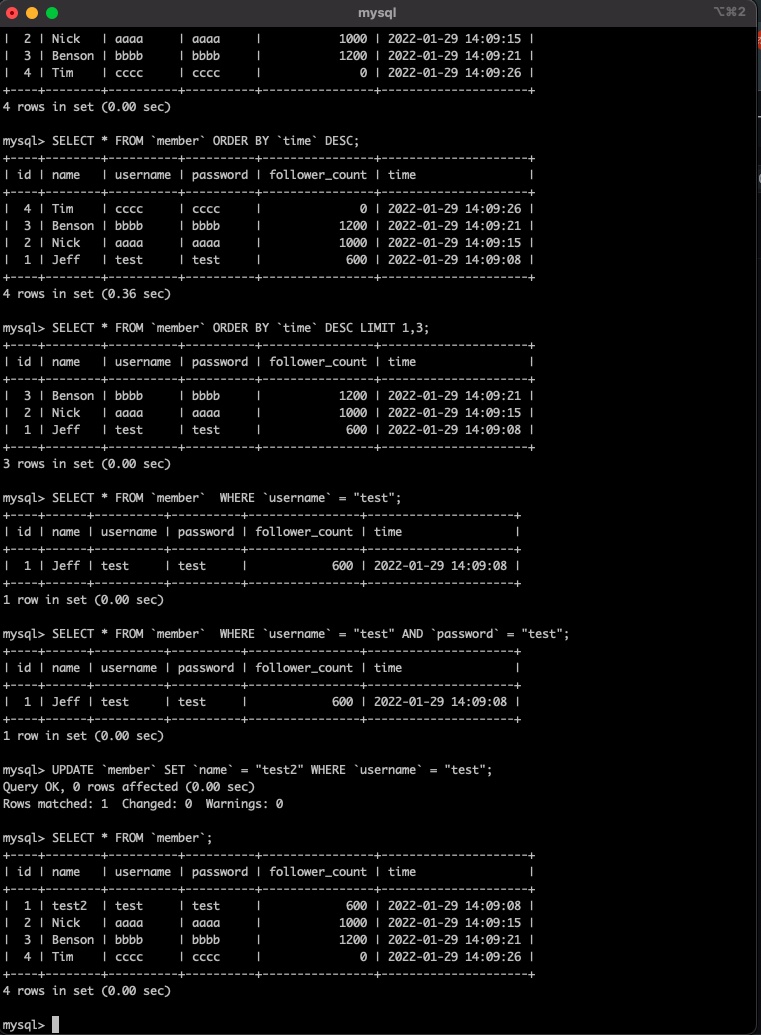 mysql
⌥⌘2
|  2 | Nick   | aaaa     | aaaa     |           1000 | 2022-01-29 14:09:15 |
|  3 | Benson | bbbb     | bbbb     |           1200 | 2022-01-29 14:09:21 |
|  4 | Tim    | cccc     | cccc     |              0 | 2022-01-29 14:09:26 |
+----+--------+----------+----------+----------------+---------------------+
4 rows in set (0.00 sec)
mysql> SELECT * FROM `member` ORDER BY `time` DESC;
+----+--------+----------+----------+----------------+---------------------+
| id | name   | username | password | follower_count | time                |
+----+--------+----------+----------+----------------+---------------------+
|  4 | Tim    | cccc     | cccc     |              0 | 2022-01-29 14:09:26 |
|  3 | Benson | bbbb     | bbbb     |           1200 | 2022-01-29 14:09:21 |
|  2 | Nick   | aaaa     | aaaa     |           1000 | 2022-01-29 14:09:15 |
|  1 | Jeff   | test     | test     |            600 | 2022-01-29 14:09:08 |
+----+--------+----------+----------+----------------+---------------------+
4 rows in set (0.36 sec)
mysql> SELECT * FROM `member` ORDER BY `time` DESC LIMIT 1,3;
+----+--------+----------+----------+----------------+---------------------+
| id | name   | username | password | follower_count | time                |
+----+--------+----------+----------+----------------+---------------------+
|  3 | Benson | bbbb     | bbbb     |           1200 | 2022-01-29 14:09:21 |
|  2 | Nick   | aaaa     | aaaa     |           1000 | 2022-01-29 14:09:15 |
|  1 | Jeff   | test     | test     |            600 | 2022-01-29 14:09:08 |
+----+--------+----------+----------+----------------+---------------------+
3 rows in set (0.00 sec)
mysql> SELECT * FROM `member`  WHERE `username` = "test";
+----+------+----------+----------+----------------+---------------------+
| id | name | username | password | follower_count | time                |
+----+------+----------+----------+----------------+---------------------+
|  1 | Jeff | test     | test     |            600 | 2022-01-29 14:09:08 |
+----+------+----------+----------+----------------+---------------------+
1 row in set (0.00 sec)
mysql> SELECT * FROM `member`  WHERE `username` = "test" AND `password` = "test";
+----+------+----------+----------+----------------+---------------------+
| id | name | username | password | follower_count | time                |
+----+------+----------+----------+----------------+---------------------+
|  1 | Jeff | test     | test     |            600 | 2022-01-29 14:09:08 |
+----+------+----------+----------+----------------+---------------------+
1 row in set (0.00 sec)
mysql> UPDATE `member` SET `name` = "test2" WHERE `username` = "test";
Query OK, 0 rows affected (0.00 sec)
Rows matched: 1  Changed: 0  Warnings: 0
mysql> SELECT * FROM `member`;
+----+--------+----------+----------+----------------+---------------------+
| id | name   | username | password | follower_count | time                |
+----+--------+----------+----------+----------------+---------------------+
|  1 | test2  | test     | test     |            600 | 2022-01-29 14:09:08 |
|  2 | Nick   | aaaa     | aaaa     |           1000 | 2022-01-29 14:09:15 |
|  3 | Benson | bbbb     | bbbb     |           1200 | 2022-01-29 14:09:21 |
|  4 | Tim    | cccc     | cccc     |              0 | 2022-01-29 14:09:26 |
+----+--------+----------+----------+----------------+---------------------+
4 rows in set (0.00 sec)
mysql>